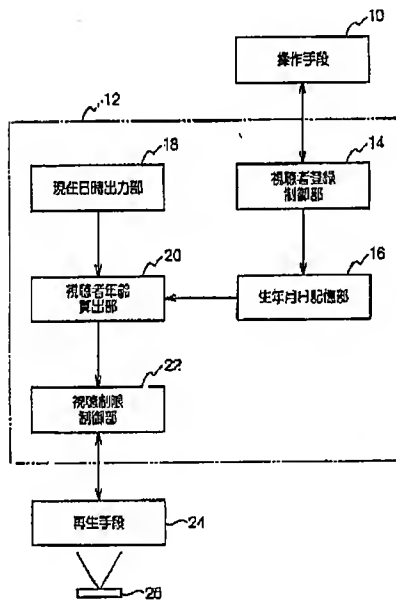 10
操作手段
12
18
現在日時出力部
14
視聴者登録
制御部
20
視聴者年齢
算出部
16
生年月日記憶部
22
視聴制限
制御部
再生手段
24
26